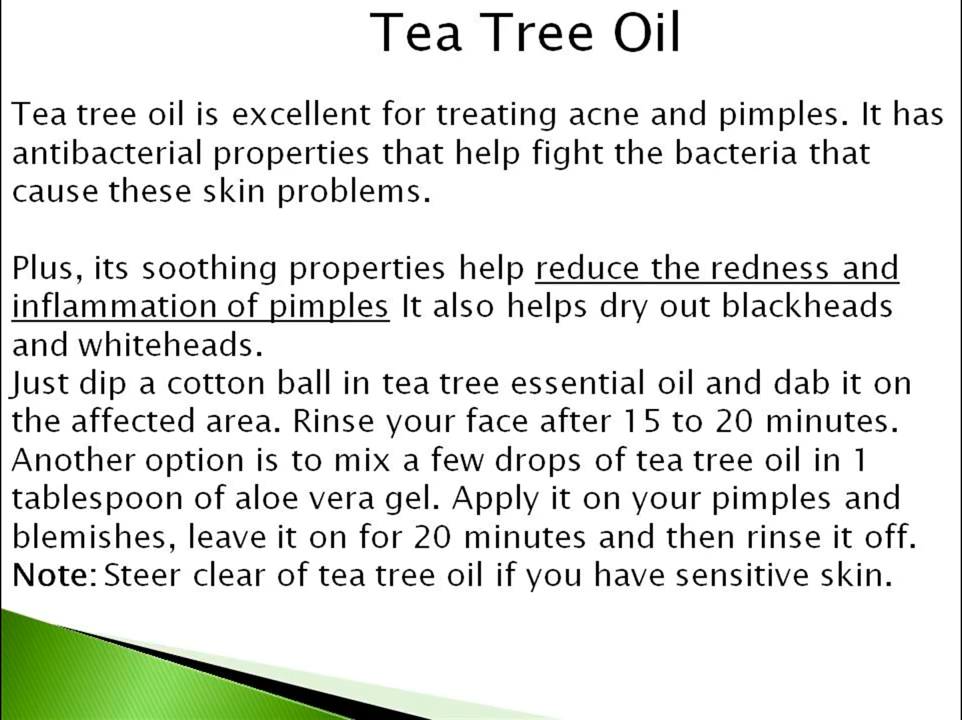 Tea Tree Oil
Tea tree oil is excellent for treating acne and pimples. It has
antibacterial properties that help fight the bacteria that
cause these skin problems.
Plus, its soothing properties help reduce the redness and
inflammation of pimples It also helps dry out blackheads
and whiteheads.
Just dip a cotton ball in tea tree essential oil and dab it on
the affected area. Rinse your face after 15 to 20 minutes.
Another option is to mix a few drops of tea tree oil in 1
tablespoon of aloe vera gel. Apply it on your pimples and
blemishes, leave it on for 20 minutes and then rinse it off.
Note: Steer clear of tea tree oil if you have sensitive skin.